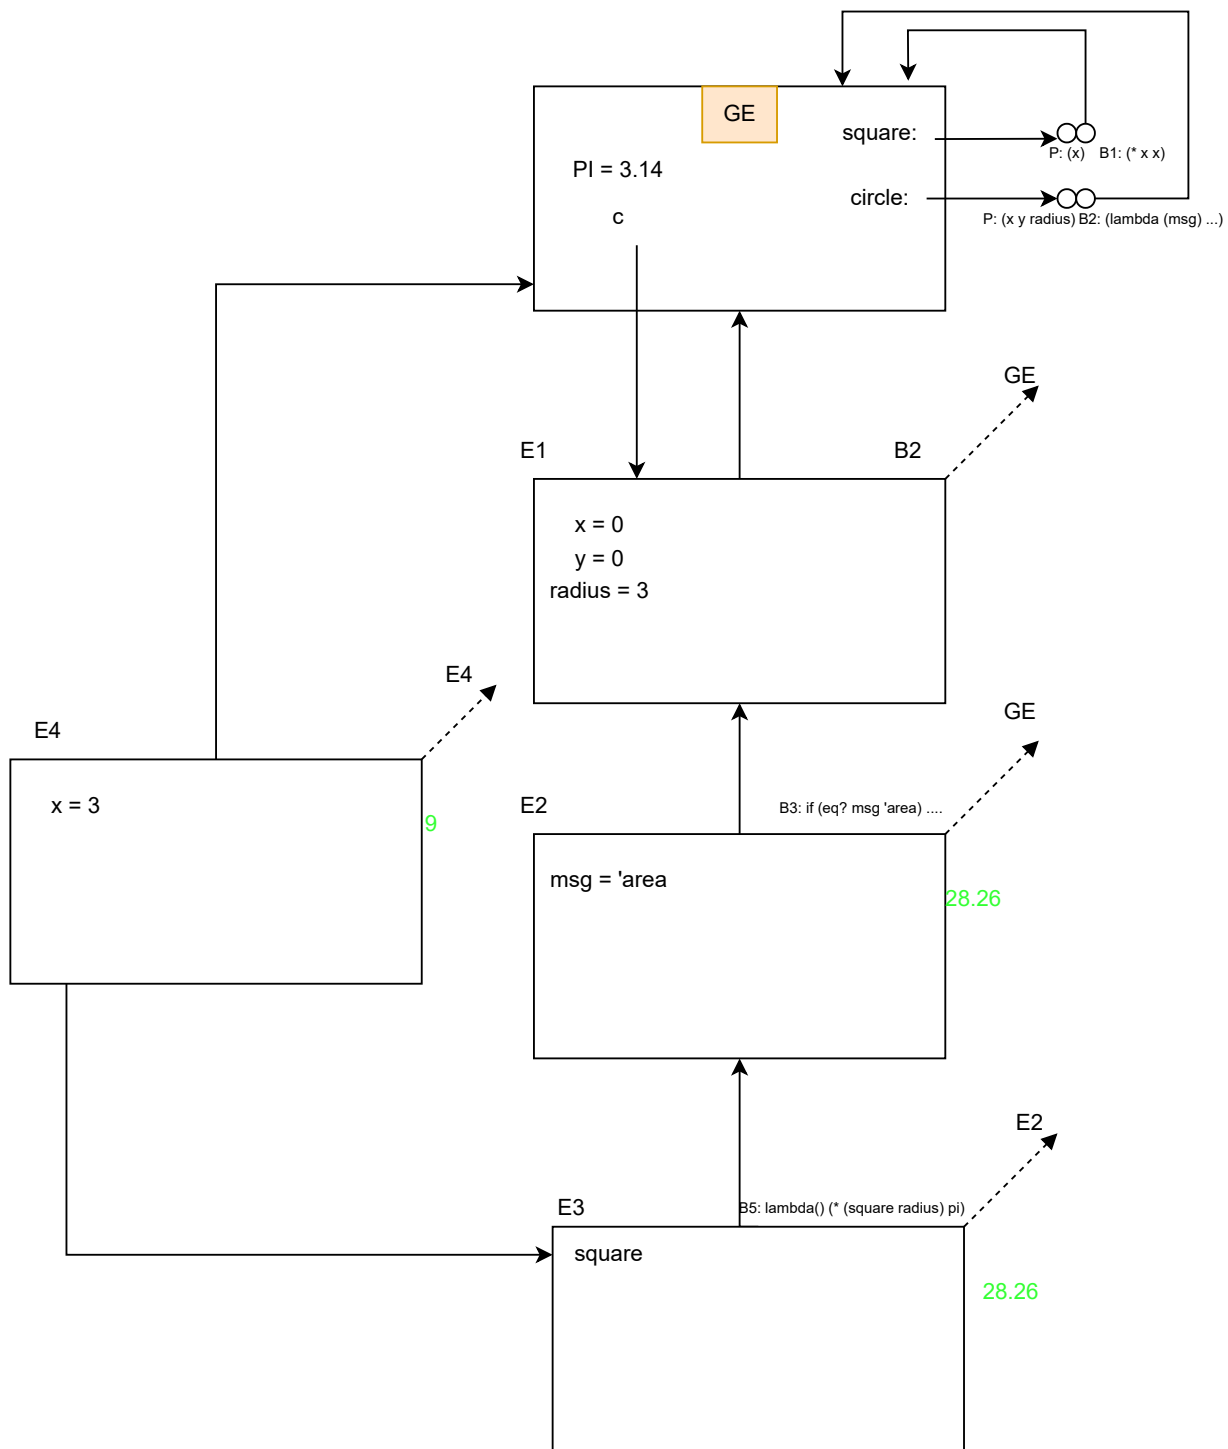 GE
square:
PI = 3.14
P: (x) B1: (* x x)
circle:
c
P: (x y radius) B2: (lambda (msg) ...)
GE
E1
B2
x = 0
y = 0
radius = 3
E4
GE
E4
x = 3
9
E2
B3: if (eq? msg 'area) ....
msg = 'area
28.26
E2
E3
B5: lambda() (* (square radius) pi)
square
28.26